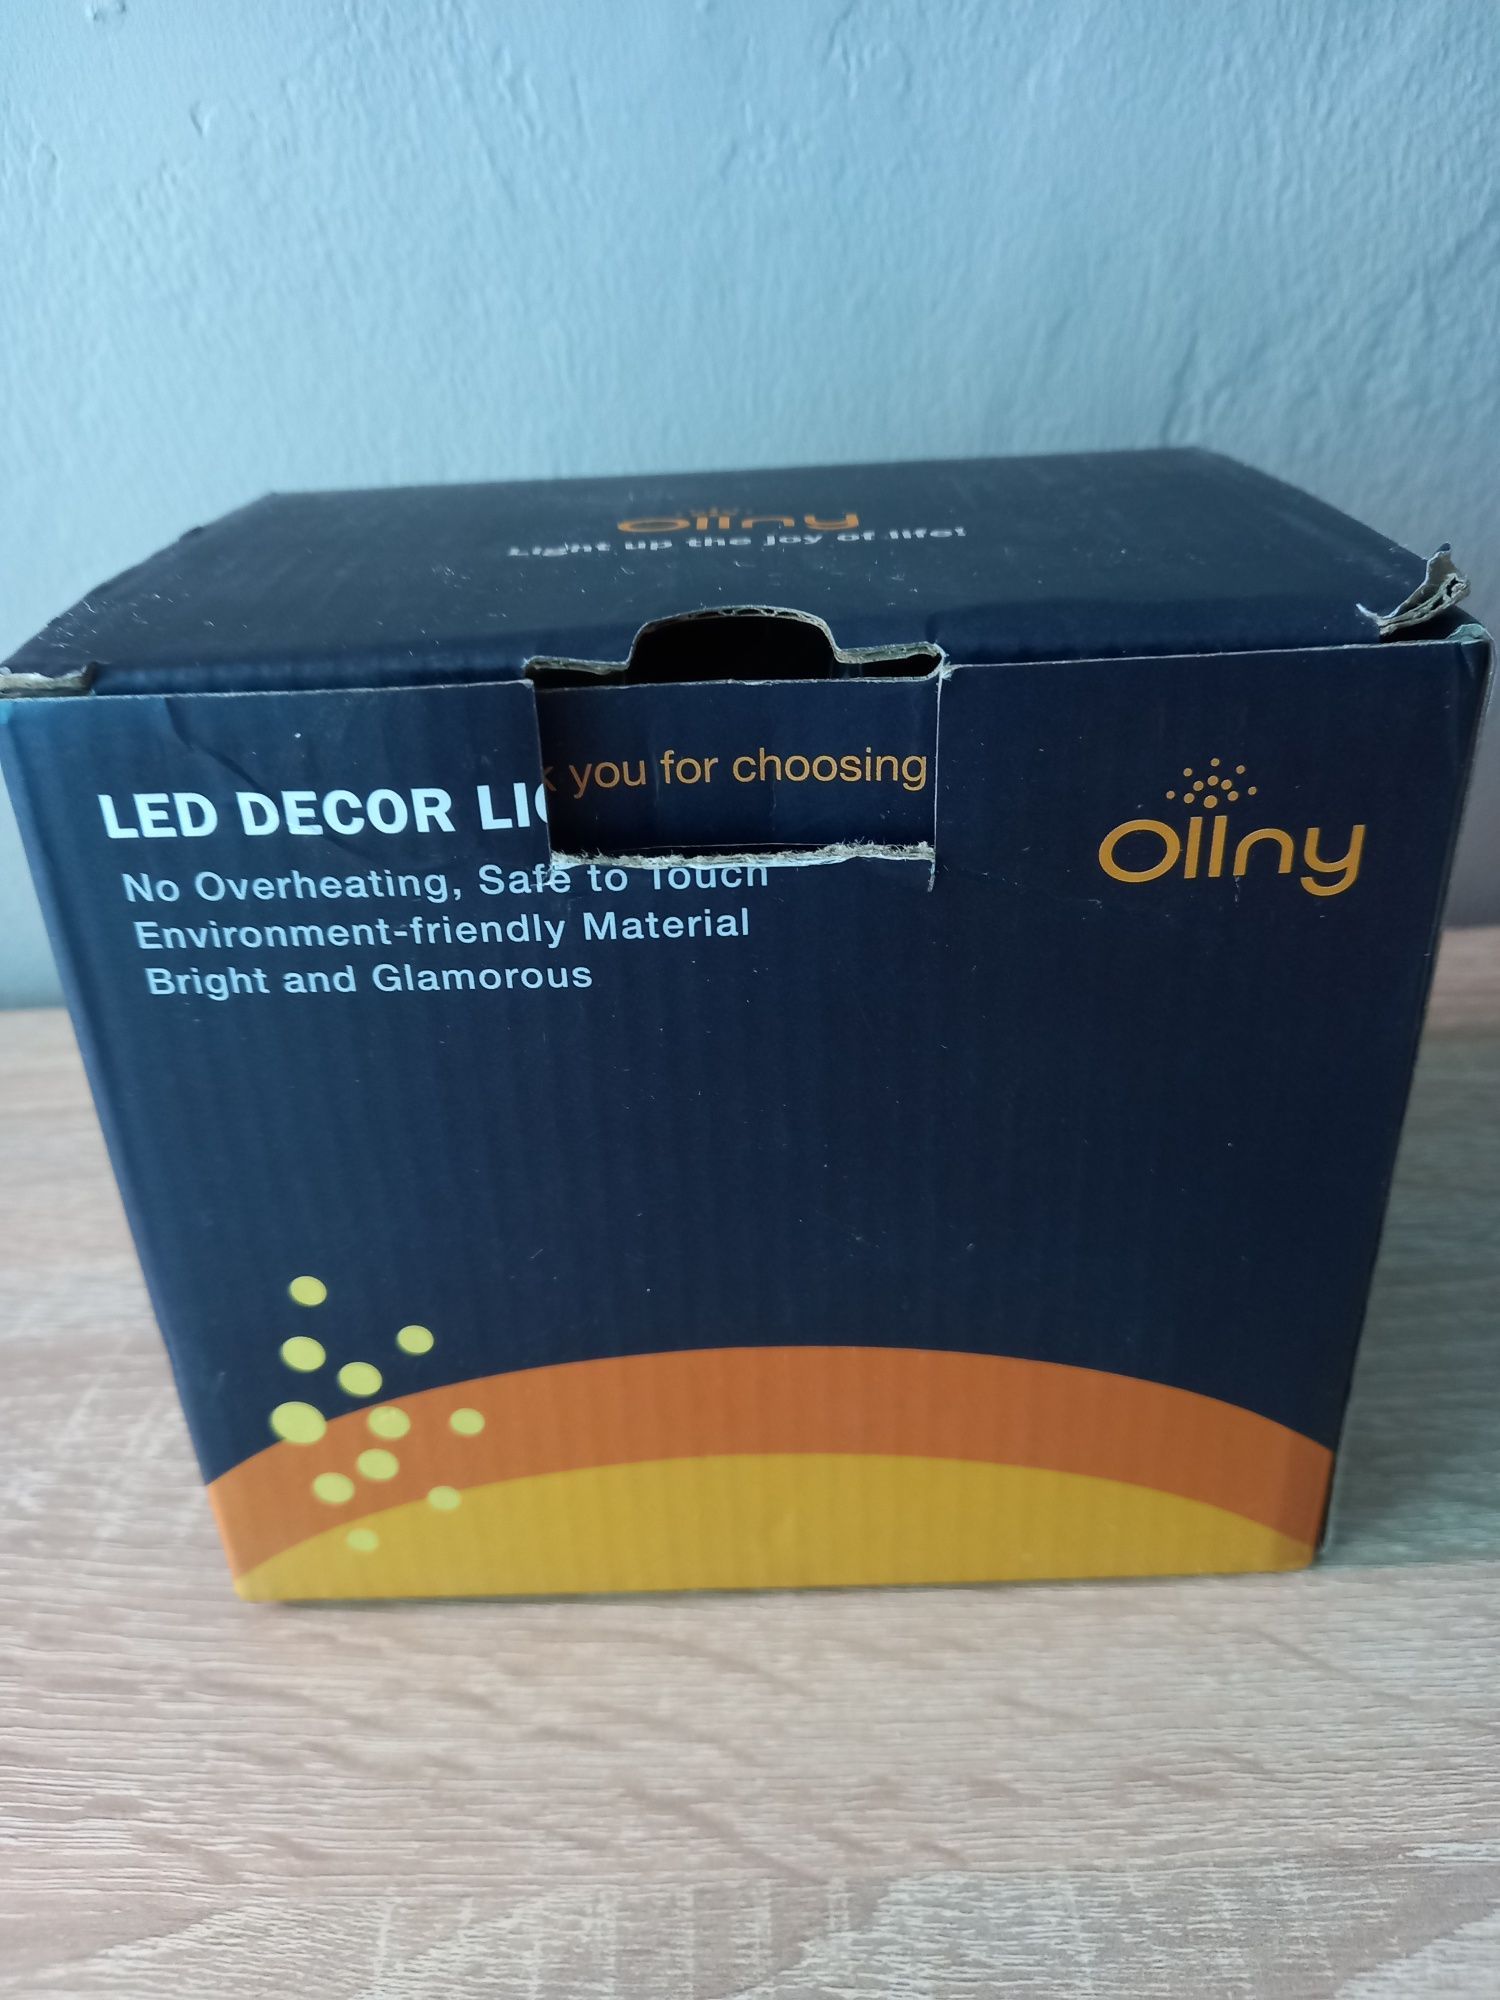 Ollny
Light up the joy of life!
you for choosing
LED DECOR
No Overheating, Safe to Touch
Environment-friendly Material
Bright and Glamorous
Ollny